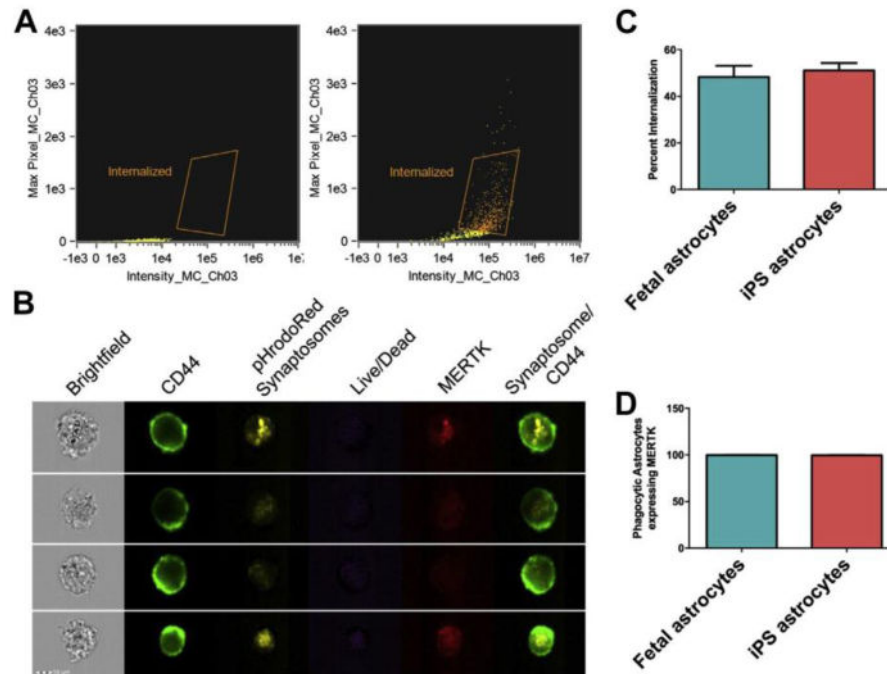 A
4e3
3e3
2e3
1e3
0
Max Pixel_MC_Ch03
Internalized
-1e3 0 1e3 1e4 1e5 1e6 1e7
Intensity_MC_Ch03
4e3
3e3
2e3
1e3
0
Max Pixel_MC_Ch03
Internalized
-1e3 0 1e3 1e4 1e5 1e6 1e7
Intensity_MC_Ch03
B
Brightfield
CD44
pHrodoRed
Synaptosomes
Live/Dead
MERTK
Synaptosome/
CD44
C
60
40
20
0
Percent Internalization
Fetal astrocytes
iPS astrocytes
D
150
100
50
0
Phagocytic Astrocytes
expressing MERTK
Fetal astrocytes
iPS astrocytes